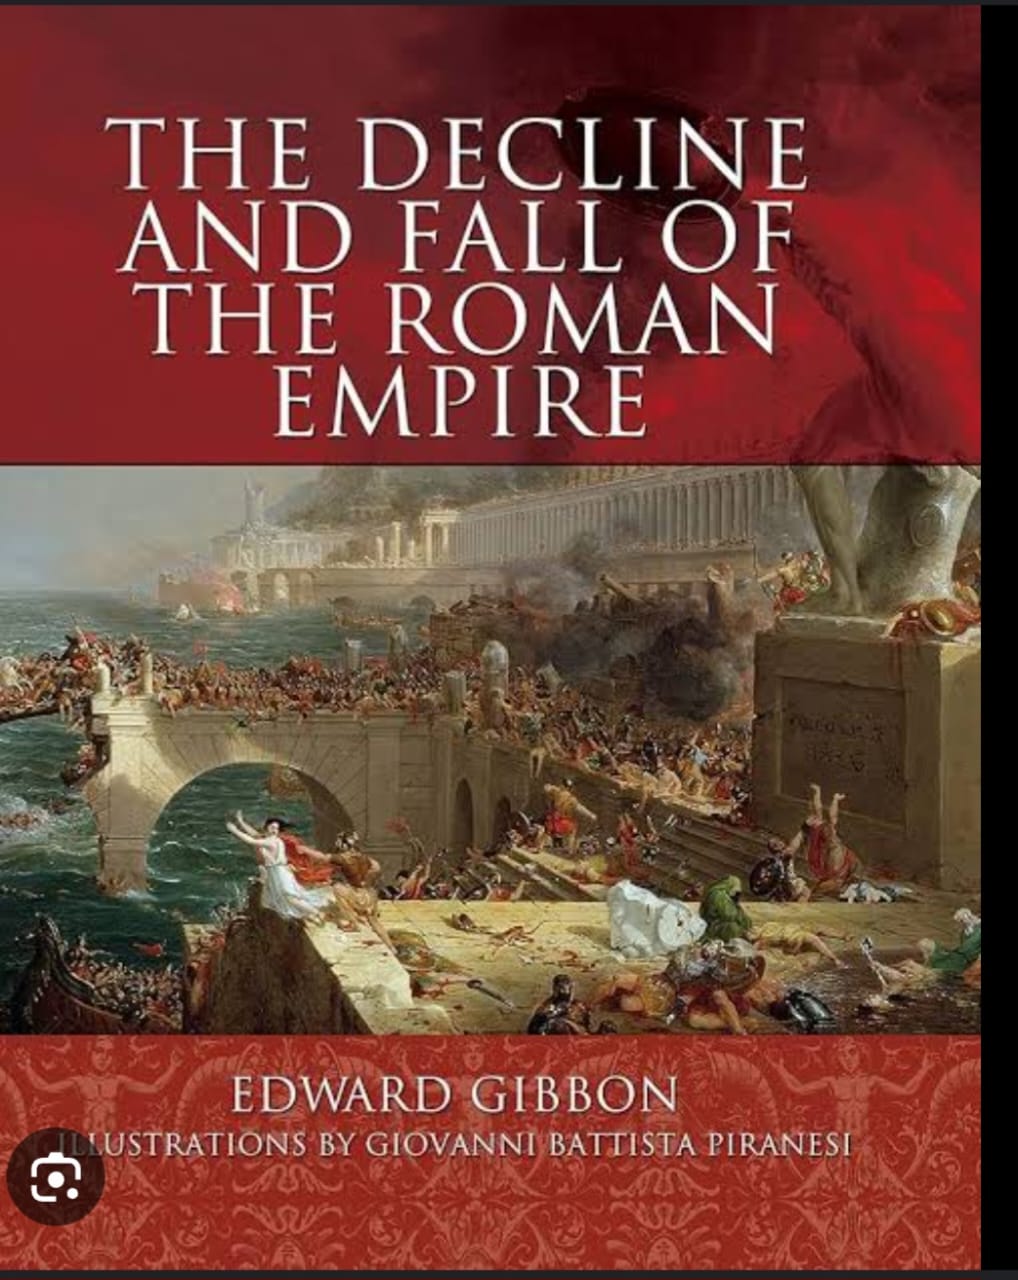 THE DECLINE
AND FALL OF
THE ROMAN
EMPIRE
EDWARD GIBBON
ILLUSTRATIONS BY GIOVANNI BATTISTA PIRANESI